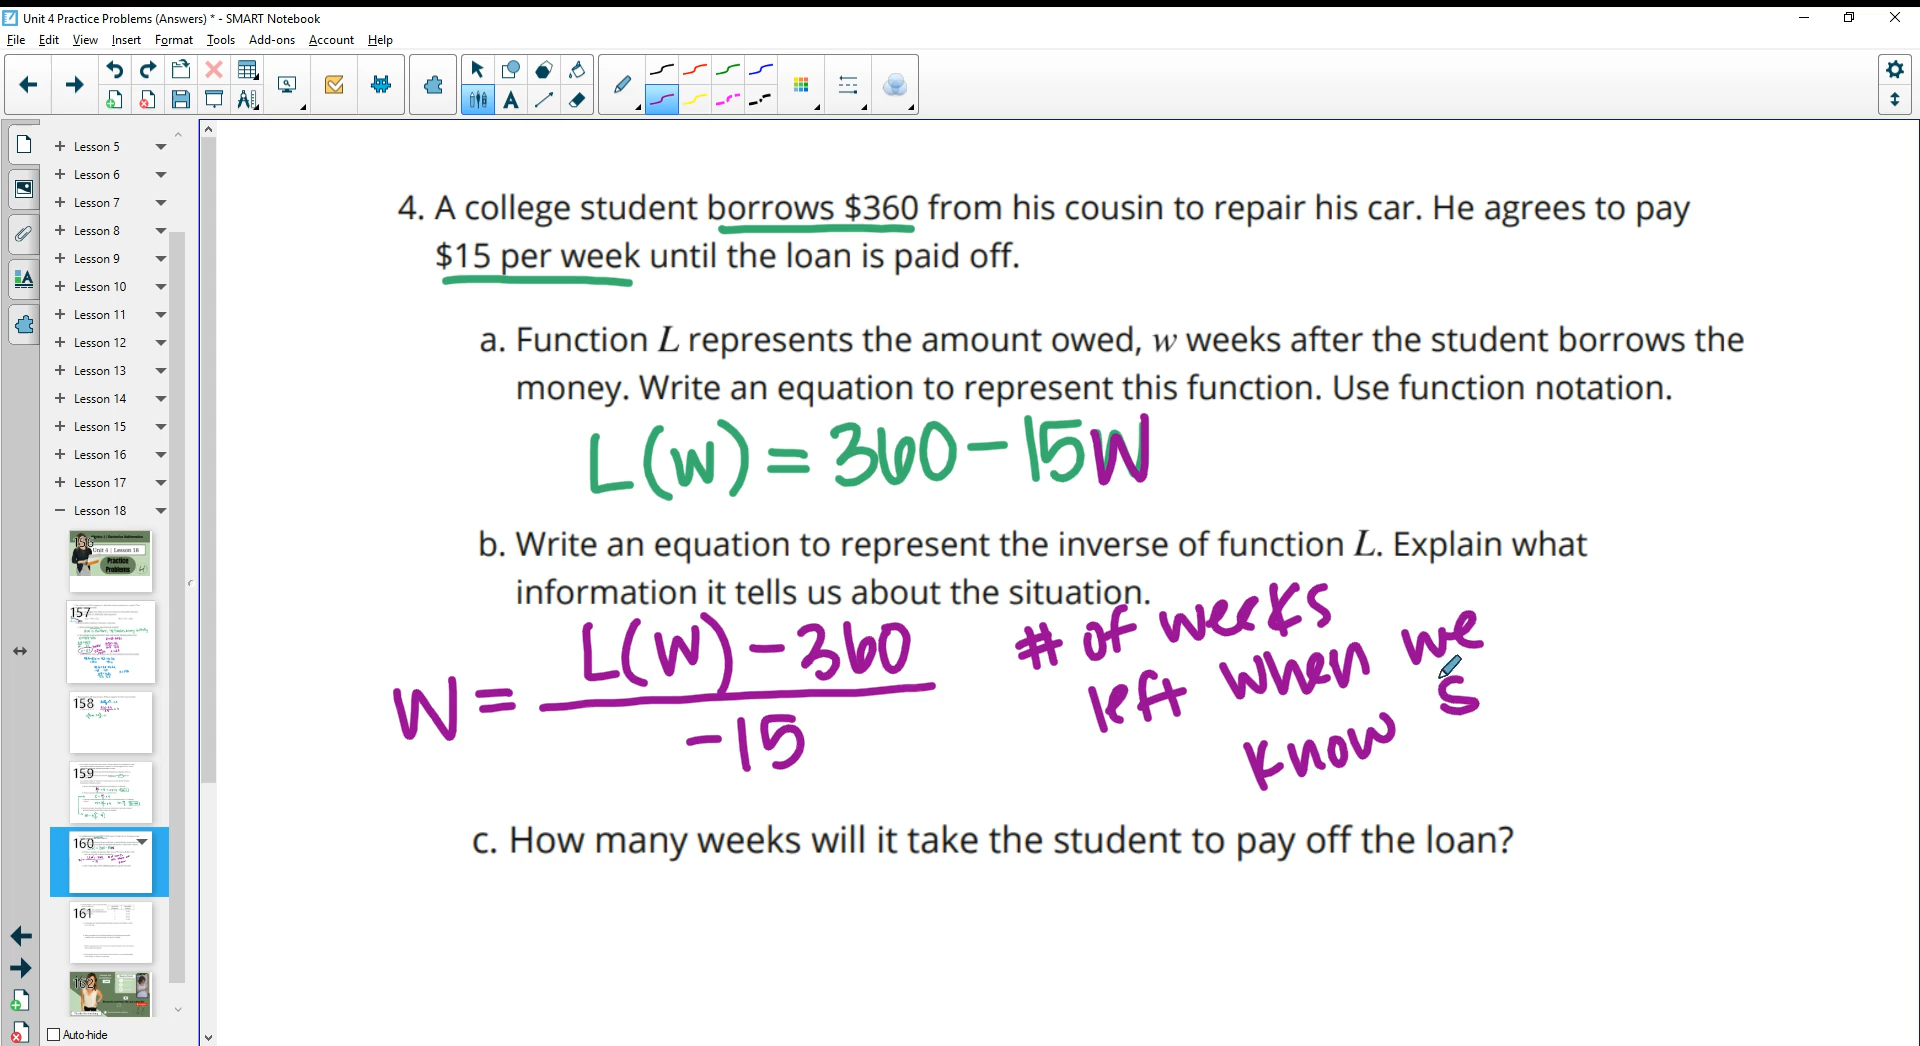 Unit 4 Practice Problems (Answers) * - SMART Notebook
File Edit View Insert Format Tools Add-ons Account Help
Lesson 5
Lesson 6
Lesson 7
Lesson 8
Lesson 9
Lesson 10
Lesson 11
Lesson 12
Lesson 13
Lesson 14
Lesson 15
Lesson 16
Lesson 17
Lesson 18
156
Unit 4 | Lesson 18
Practice
Problems
157
158
159
160
161
162
Auto-hide
4. A college student borrows $360 from his cousin to repair his car. He agrees to pay
$15 per week until the loan is paid off.
a. Function L represents the amount owed, w weeks after the student borrows the
money. Write an equation to represent this function. Use function notation.
L(W) = 360 - 15W
b. Write an equation to represent the inverse of function L. Explain what
information it tells us about the situation.
W = L(W) - 360
-15
# of weeks
left when we
know s
c. How many weeks will it take the student to pay off the loan?